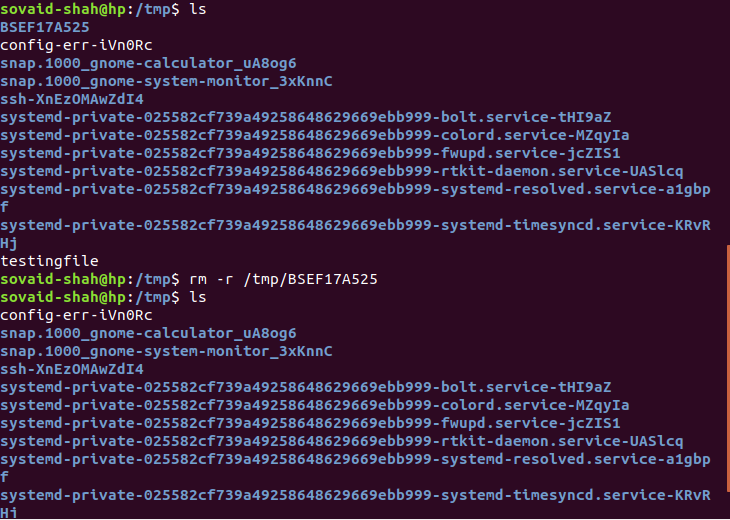 sovaid-shah@hp:/tmp$ ls
BSEF17A525
config-err-iVn0Rc
snap.1000_gnome-calculator_uA8og6
snap.1000_gnome-system-monitor_3xKnnC
ssh-XnEzOMAwZdI4
systemd-private-025582cf739a49258648629669ebb999-bolt.service-tHI9aZ
systemd-private-025582cf739a49258648629669ebb999-colord.service-MZqyIa
systemd-private-025582cf739a49258648629669ebb999-fwupd.service-jcZIS1
systemd-private-025582cf739a49258648629669ebb999-rtkit-daemon.service-UASlcq
systemd-private-025582cf739a49258648629669ebb999-systemd-resolved.service-a1gbp
f
systemd-private-025582cf739a49258648629669ebb999-systemd-timesyncd.service-KRvR
Hj
testingfile
sovaid-shah@hp:/tmp$ rm -r /tmp/BSEF17A525
sovaid-shah@hp:/tmp$ ls
config-err-iVn0Rc
snap.1000_gnome-calculator_uA8og6
snap.1000_gnome-system-monitor_3xKnnC
ssh-XnEzOMAwZdI4
systemd-private-025582cf739a49258648629669ebb999-bolt.service-tHI9aZ
systemd-private-025582cf739a49258648629669ebb999-colord.service-MZqyIa
systemd-private-025582cf739a49258648629669ebb999-fwupd.service-jcZIS1
systemd-private-025582cf739a49258648629669ebb999-rtkit-daemon.service-UASlcq
systemd-private-025582cf739a49258648629669ebb999-systemd-resolved.service-a1gbp
f
systemd-private-025582cf739a49258648629669ebb999-systemd-timesyncd.service-KRvR
Hj